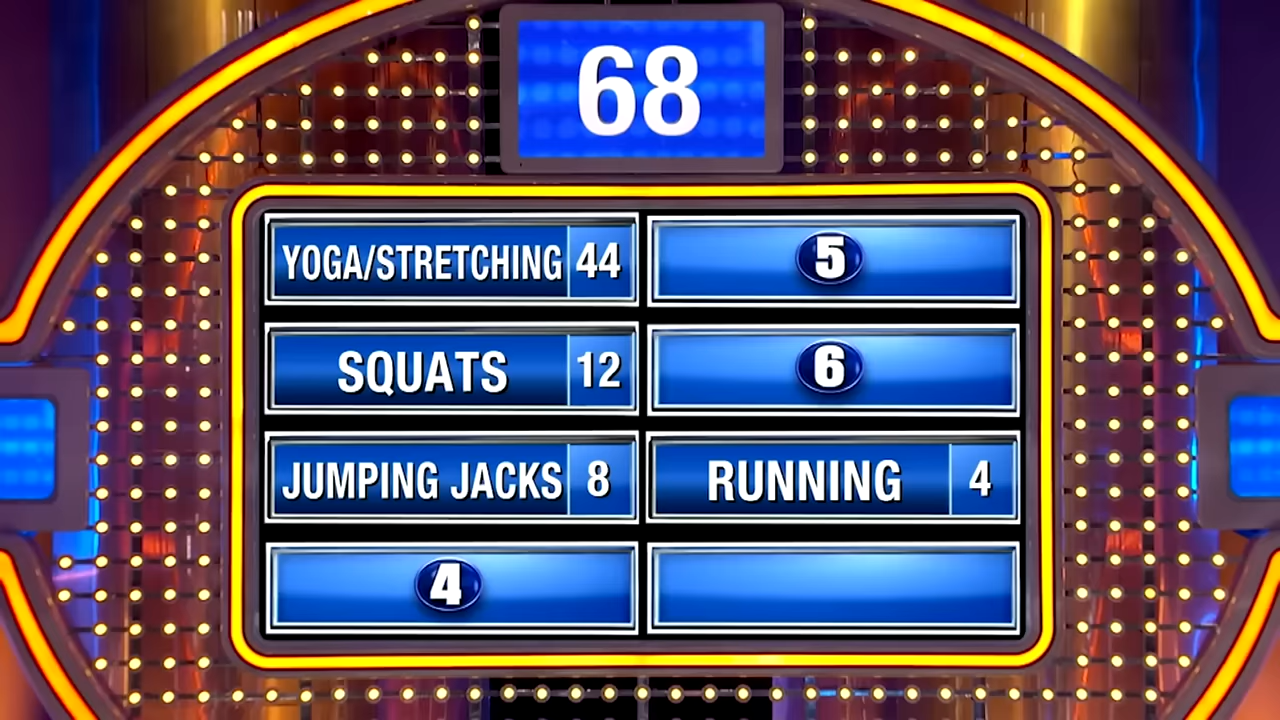 68
YOGA/STRETCHING 44
5
SQUATS 12
6
JUMPING JACKS 8
RUNNING 4
4